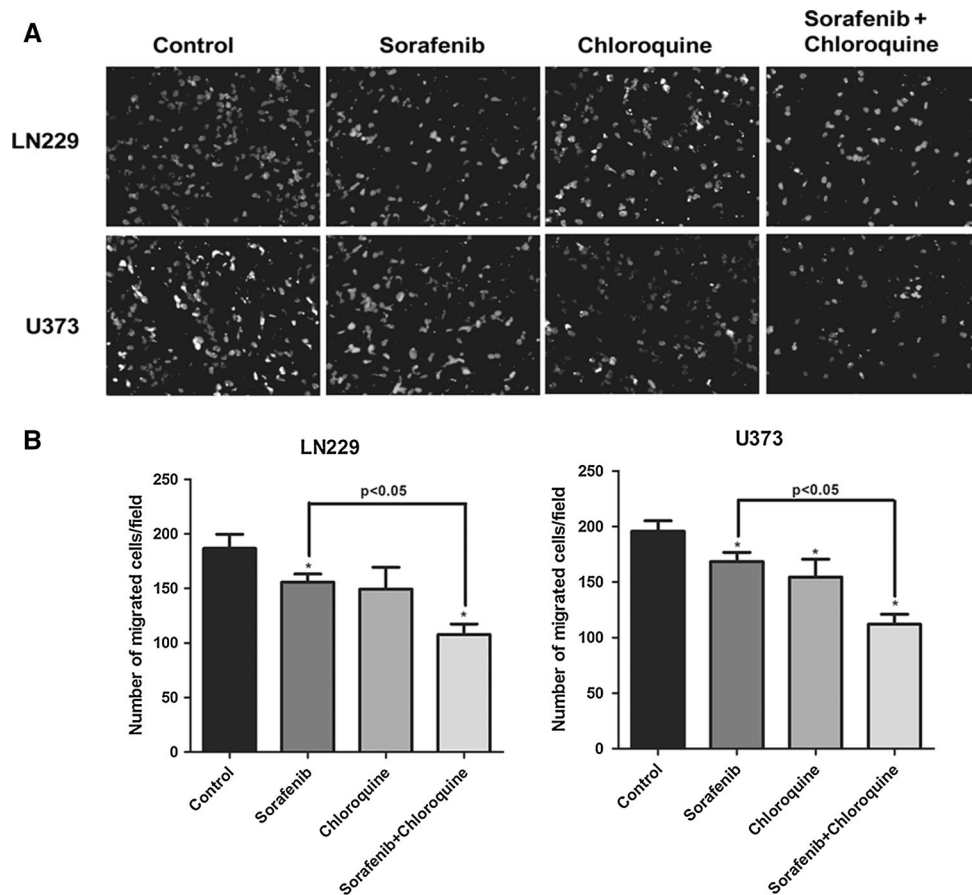 A
Control
Sorafenib
Chloroquine
Sorafenib +
Chloroquine
LN229
U373
B
LN229
Number of migrated cells/field
250
200
150
100
50
0
p<0.05
*
*
Control
Sorafenib
Chloroquine
Sorafenib+Chloroquine
U373
Number of migrated cells/field
250
200
150
100
50
0
p<0.05
*
*
*
Control
Sorafenib
Chloroquine
Sorafenib+Chloroquine